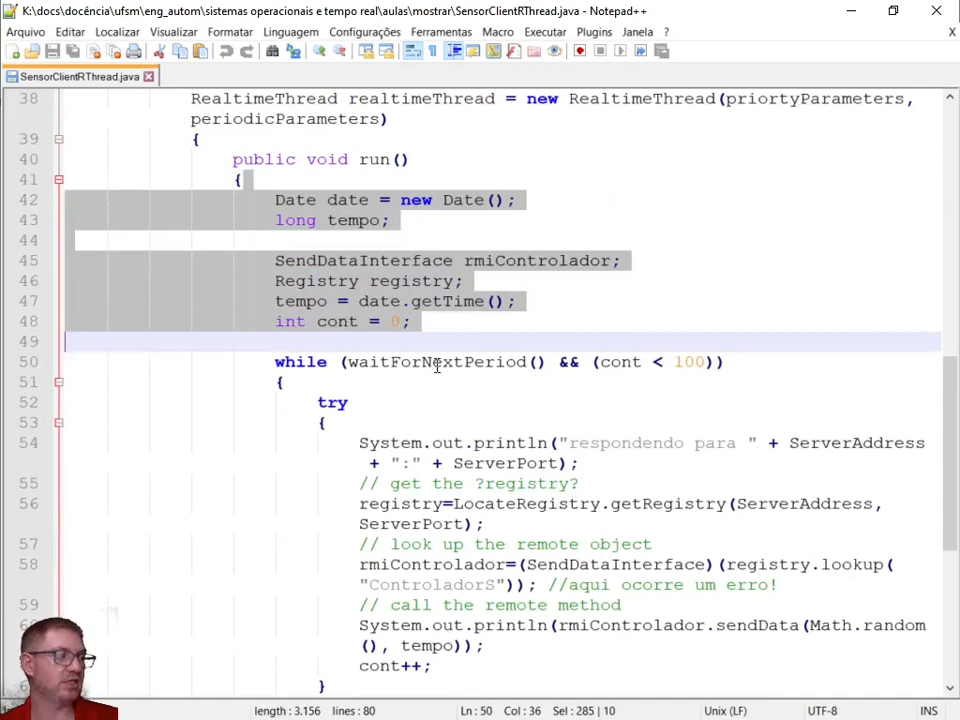 K:\docs\docência\ufsm\eng_autom\sistemas operacionais e tempo real\aulas\mostrar\SensorClientRThread.java - Notepad++
Arquivo Editar Localizar Visualizar Formatar Linguagem Configurações Ferramentas Macro Executar Plugins Janela ? X
SensorClientRThread.java
38 RealtimeThread realtimeThread = new RealtimeThread(priortyParameters,
periodicParameters)
39 {
40 public void run()
41 {
42 Date date = new Date();
43 long tempo;
44
45 SendDataInterface rmiControlador;
46 Registry registry;
47 tempo = date.getTime();
48 int cont = 0;
49
50 while (waitForNextPeriod() && (cont < 100))
51 {
52 try
53 {
54 System.out.println("respondendo para " + ServerAddress
+ ":" + ServerPort);
55 // get the ?registry?
56 registry=LocateRegistry.getRegistry(ServerAddress,
ServerPort);
57 // look up the remote object
58 rmiControlador=(SendDataInterface)(registry.lookup(
"ControladorS")); //aqui ocorre um erro!
59 // call the remote method
System.out.println(rmiControlador.sendData(Math.random
(), tempo));
cont++;
}
length : 3.156 lines : 80 Ln : 50 Col : 36 Sel : 285 | 10 Unix (LF) UTF-8 INS